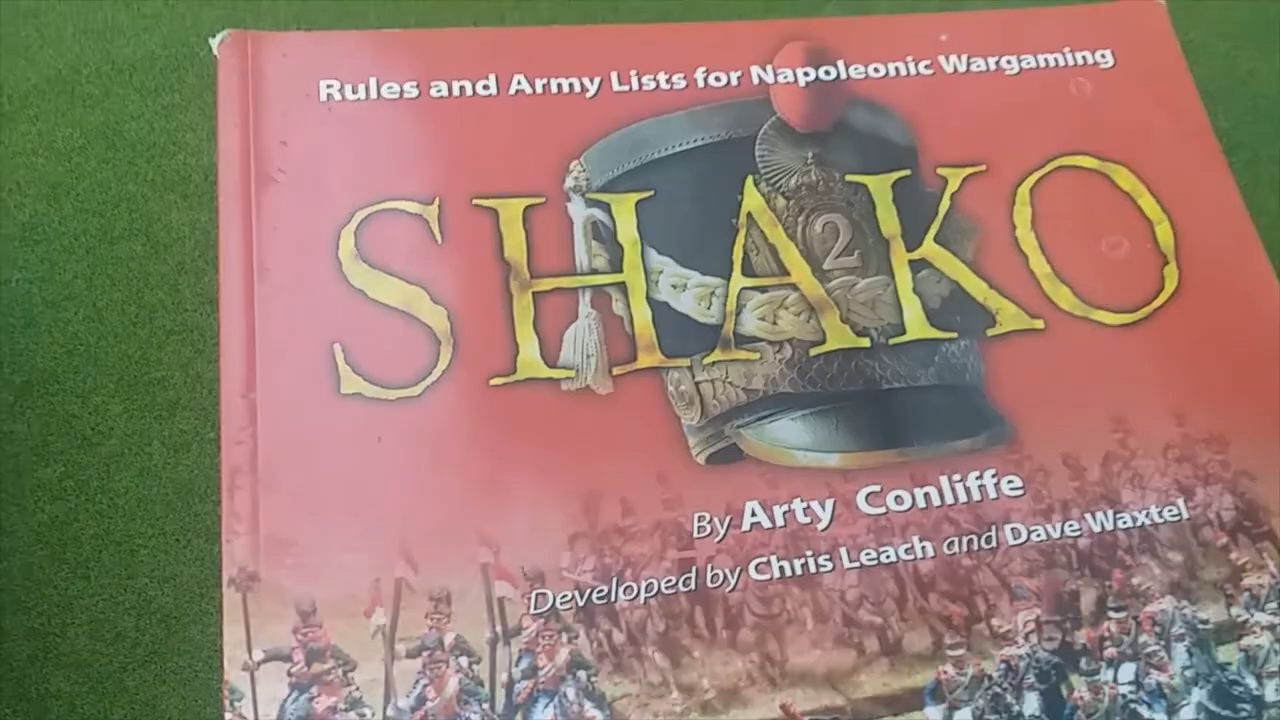 Rules and Army Lists for Napoleonic Wargaming
SHAKO
2
By Arty Conliffe
Developed by Chris Leach and Dave Waxtel